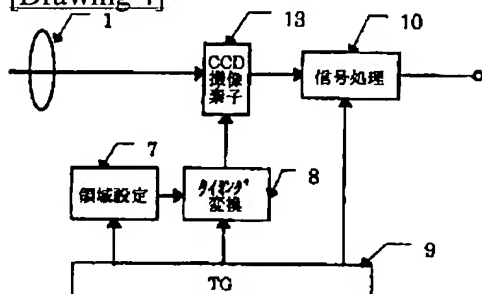 [Drawing 4]
1
13
10
CCD
撮像
素子
信号処理
7
8
領域設定
タイミング
変換
9
TG